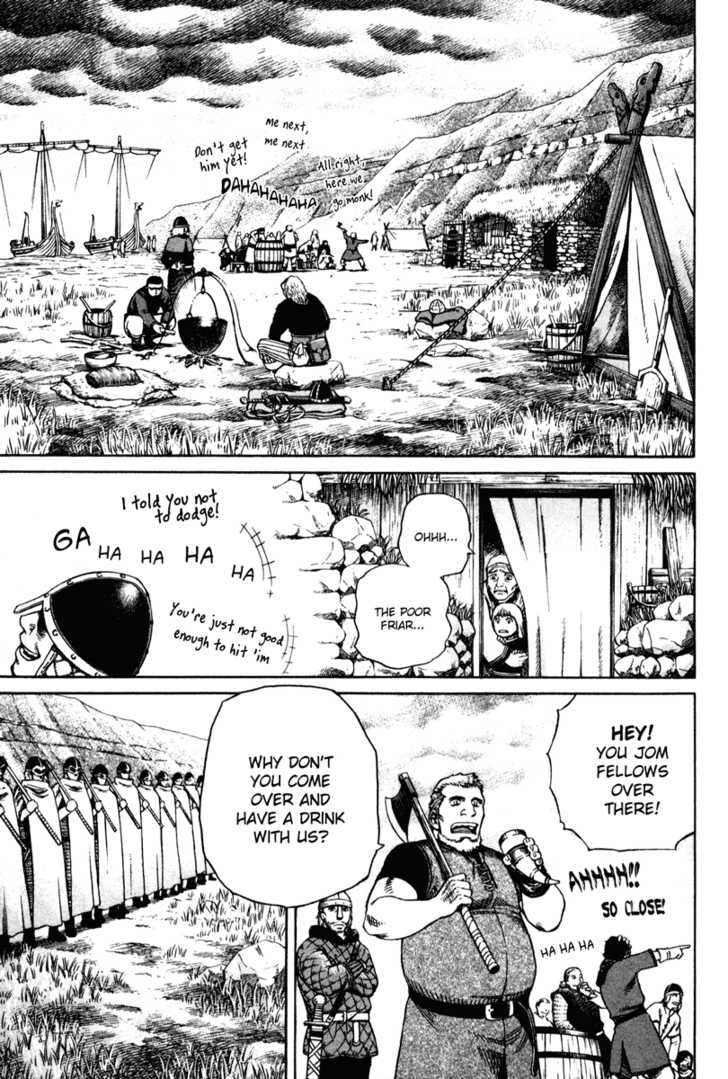 me next,
me next
Don't get
him yet!
All right,
here we
go, monk!
DAHAHAHAHA
I told you not
to dodge!
GA HA HA HA HA
You're just not good
enough to hit 'im
OHHH...
THE POOR
FRIAR...
HEY!
YOU JOM
FELLOWS
OVER
THERE!
WHY DON'T
YOU COME
OVER AND
HAVE A DRINK
WITH US?
AHHHH!!
SO CLOSE!
HA HA HA